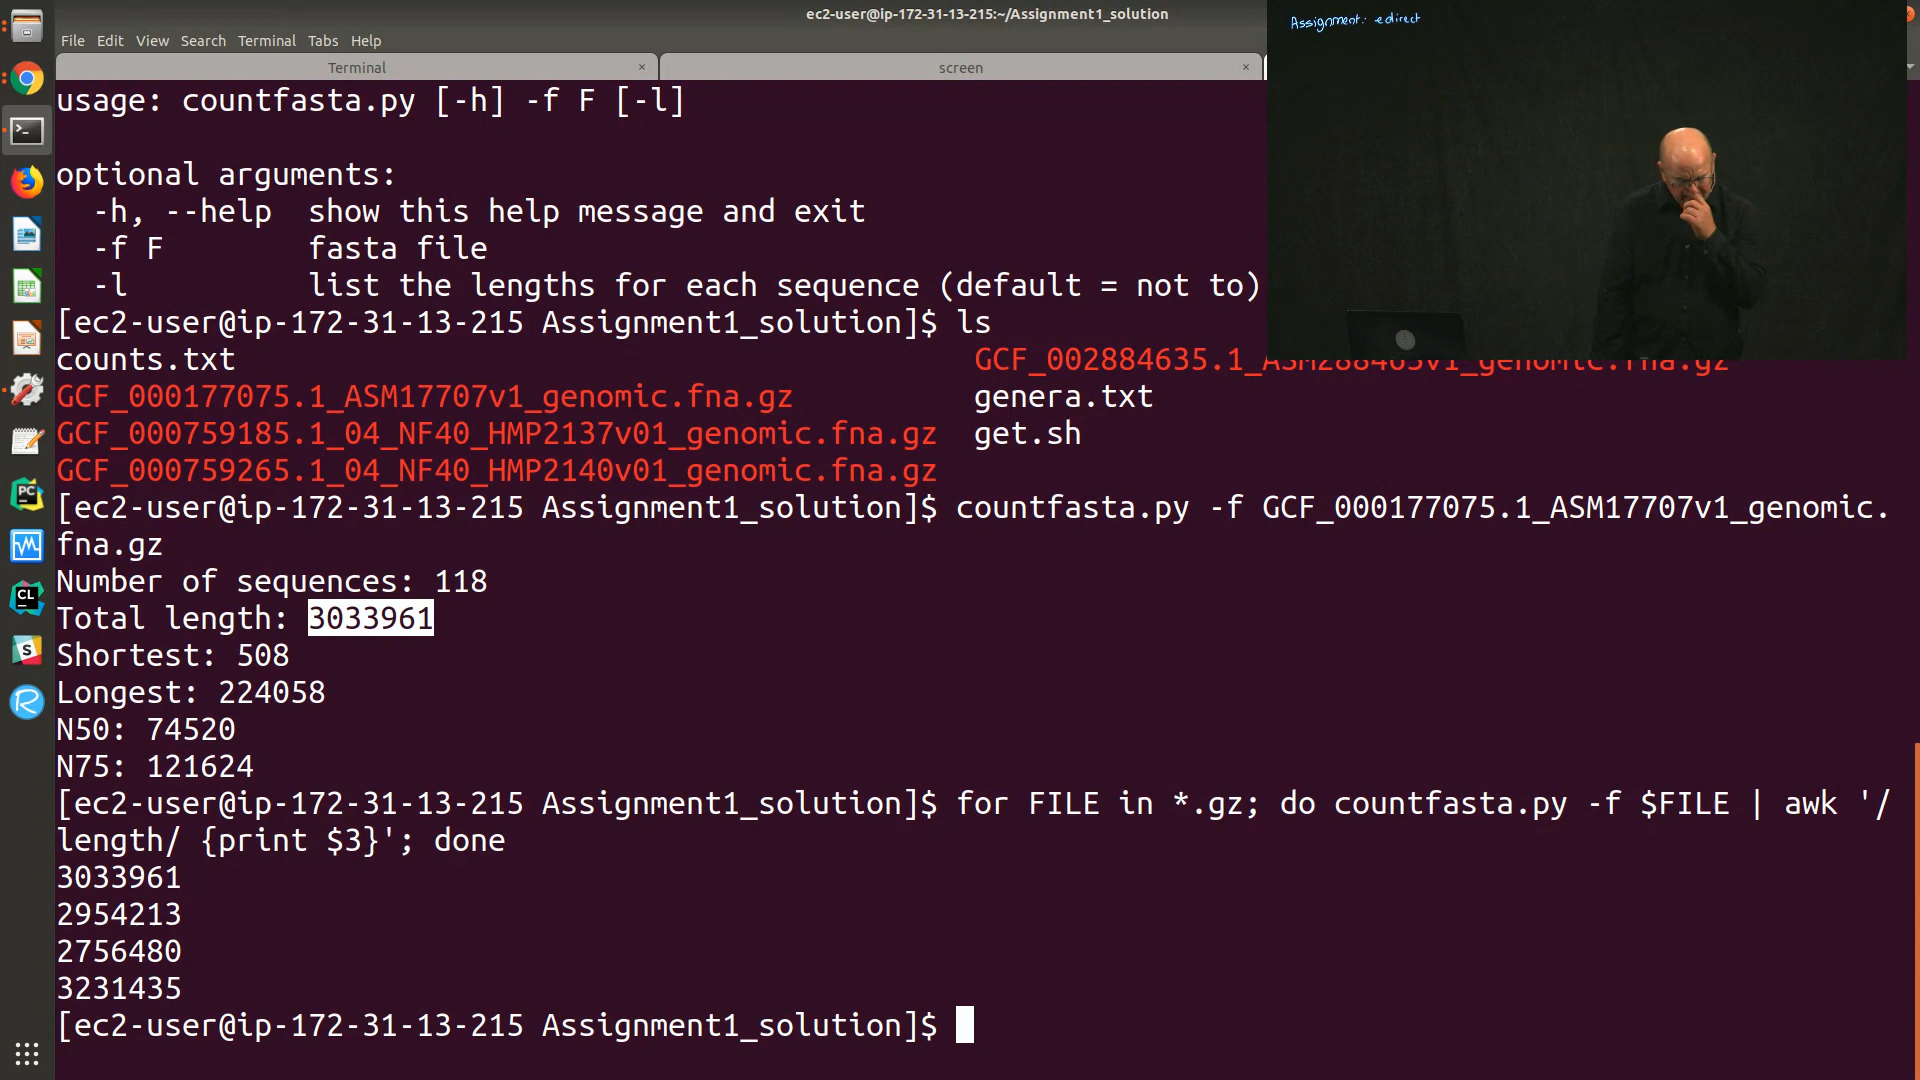 ec2-user@ip-172-31-13-215:~/Assignment1_solution
File Edit View Search Terminal Tabs Help
Terminal × screen ×
Assignment: edirect
usage: countfasta.py [-h] -f F [-l]
optional arguments:
-h, --help show this help message and exit
-f F fasta file
-l list the lengths for each sequence (default = not to)
[ec2-user@ip-172-31-13-215 Assignment1_solution]$ ls
counts.txt GCF_002884635.1_ASM288463v1_genomic.fna.gz
GCF_000177075.1_ASM17707v1_genomic.fna.gz genera.txt
GCF_000759185.1_04_NF40_HMP2137v01_genomic.fna.gz get.sh
GCF_000759265.1_04_NF40_HMP2140v01_genomic.fna.gz
[ec2-user@ip-172-31-13-215 Assignment1_solution]$ countfasta.py -f GCF_000177075.1_ASM17707v1_genomic.
fna.gz
Number of sequences: 118
Total length: 3033961
Shortest: 508
Longest: 224058
N50: 74520
N75: 121624
[ec2-user@ip-172-31-13-215 Assignment1_solution]$ for FILE in *.gz; do countfasta.py -f $FILE | awk '/
length/ {print $3}'; done
3033961
2954213
2756480
3231435
[ec2-user@ip-172-31-13-215 Assignment1_solution]$